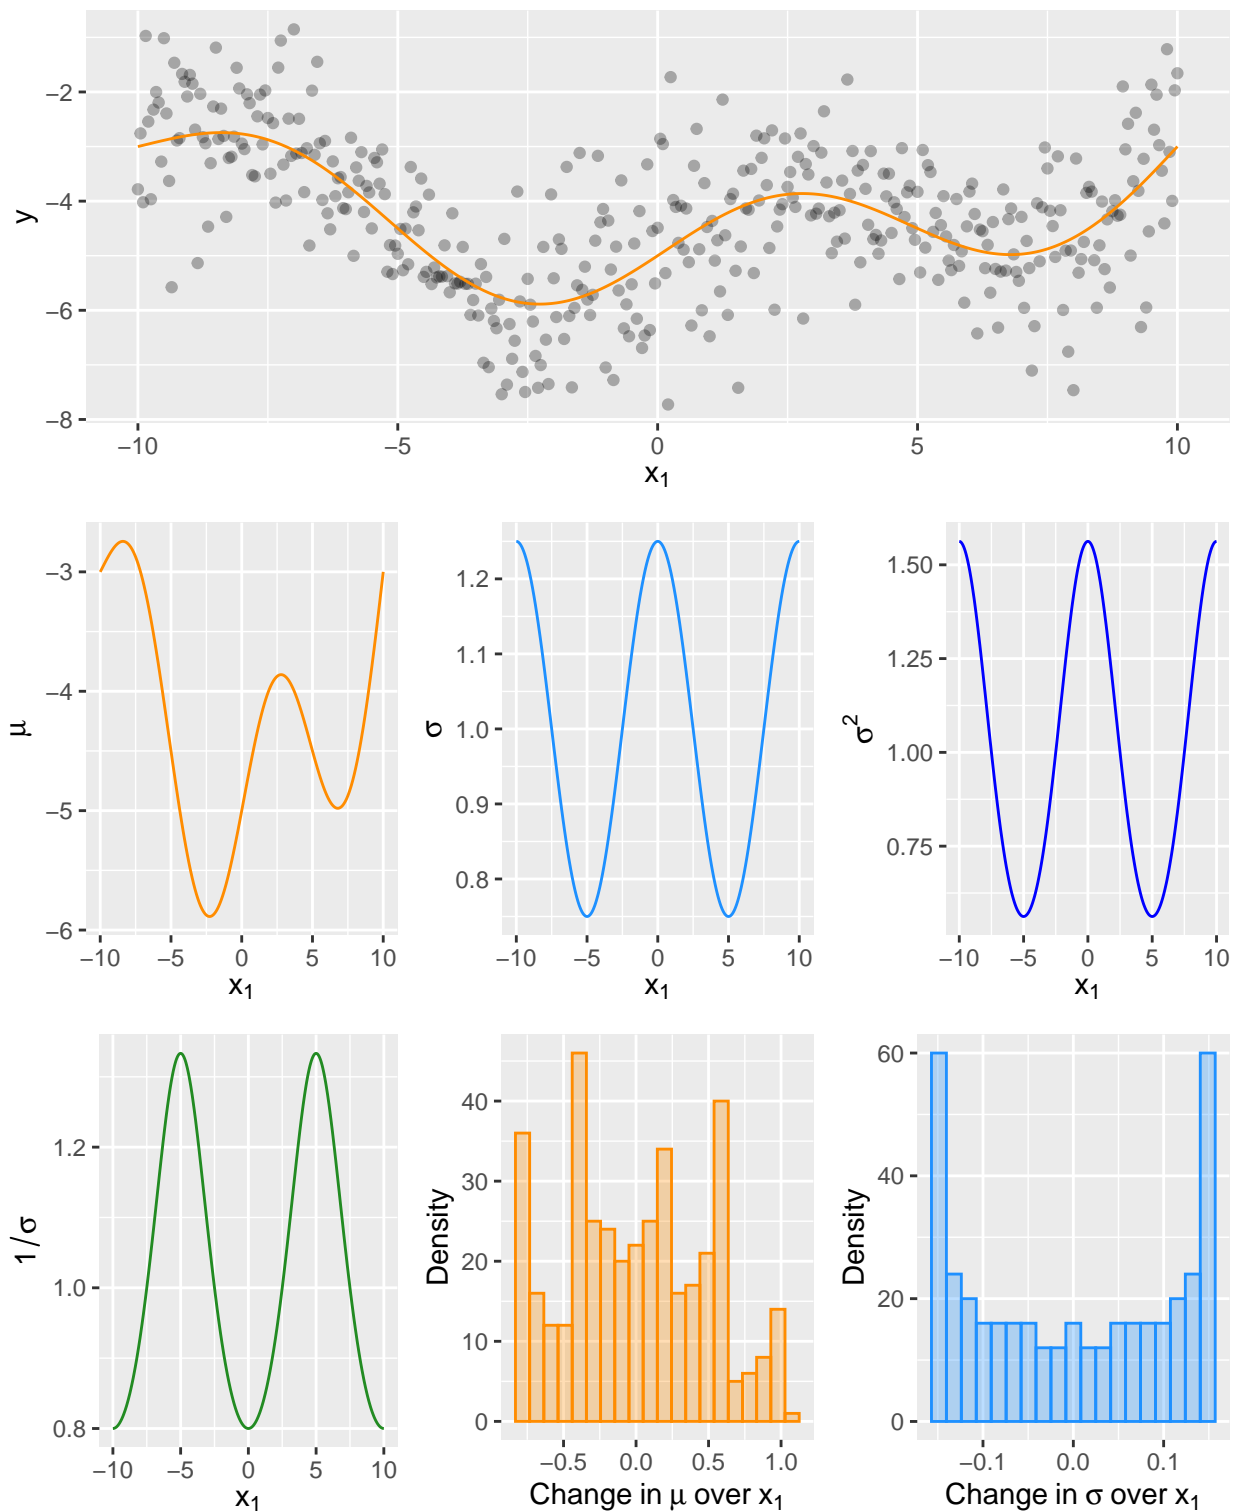 y
−2
−4
−6
−8
−10 −5 0 5 10
x1
μ
−3
−4
−5
−6
−10 −5 0 5 10
x1
σ
1.2
1.1
1.0
0.9
0.8
−10 −5 0 5 10
x1
σ2
1.50
1.25
1.00
0.75
−10 −5 0 5 10
x1
1/σ
1.2
1.0
0.8
−10 −5 0 5 10
x1
Density
40
30
20
10
0
−0.5 0.0 0.5 1.0
Change in μ over x1
Density
60
40
20
0
−0.1 0.0 0.1
Change in σ over x1